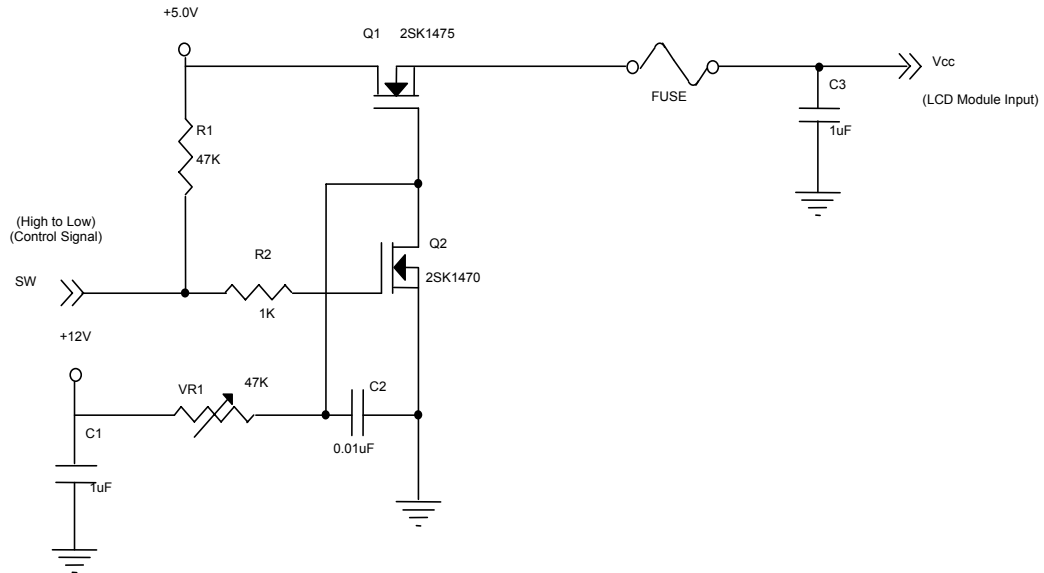 +5.0V
Q1 2SK1475
Vcc
FUSE
C3
(LCD Module Input)
R1
1uF
47K
(High to Low)
(Control Signal)
R2
Q2
SW
2SK1470
1K
+12V
VR1
47K
C2
C1
0.01uF
1uF